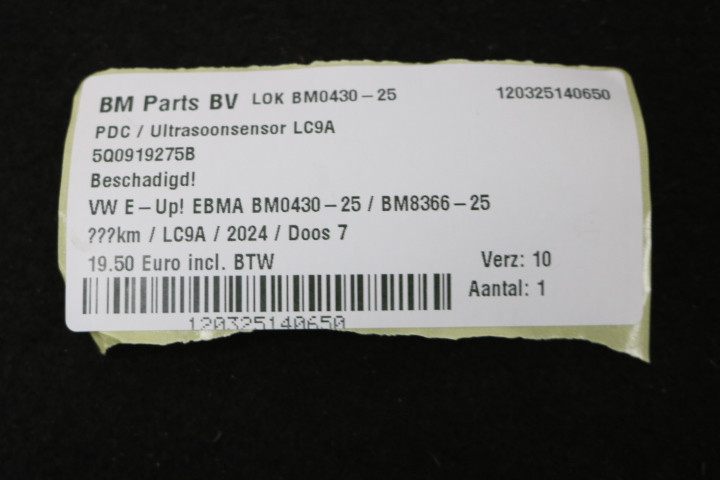 BM Parts BV LOK BM0430-25 120325140650
PDC / Ultrasoonsensor LC9A
5Q0919275B
Beschadigd!
VW E-Up! EBMA BM0430-25 / BM8366-25
???km / LC9A / 2024 / Doos 7
19.50 Euro incl. BTW Verz: 10
Aantal: 1
120325140650